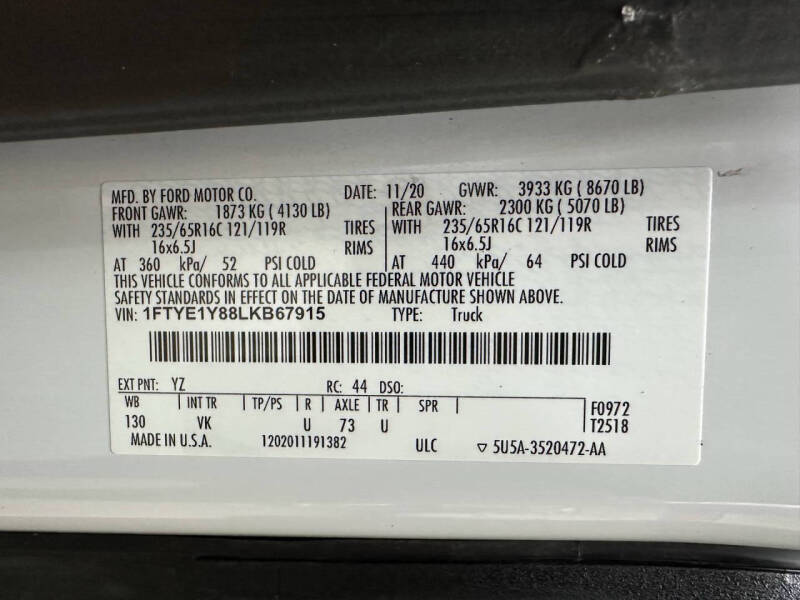 MFD. BY FORD MOTOR CO. DATE: 11/20 GVWR: 3933 KG ( 8670 LB)
FRONT GAWR: 1873 KG ( 4130 LB) REAR GAWR: 2300 KG ( 5070 LB)
WITH 235/65R16C 121/119R TIRES WITH 235/65R16C 121/119R TIRES
16x6.5J RIMS 16x6.5J RIMS
AT 360 kPa/ 52 PSI COLD AT 440 kPa/ 64 PSI COLD
THIS VEHICLE CONFORMS TO ALL APPLICABLE FEDERAL MOTOR VEHICLE
SAFETY STANDARDS IN EFFECT ON THE DATE OF MANUFACTURE SHOWN ABOVE.
VIN: 1FTYE1Y88LKB67915 TYPE: Truck
EXT PNT: YZ RC: 44 DSO:
WB INT TR TP/PS R AXLE TR SPR F0972
130 VK U 73 U T2518
MADE IN U.S.A. 1202011191382 ULC ▽ 5U5A-3520472-AA